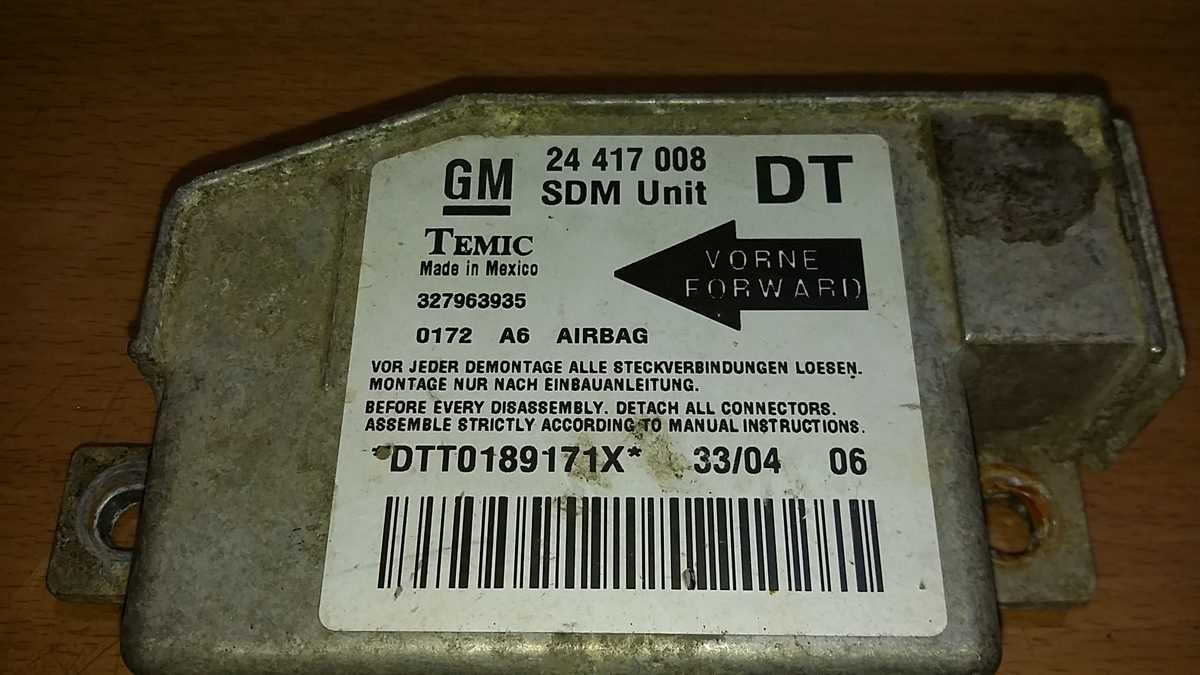 GM
24 417 008
SDM Unit
DT
TEMIC
Made in Mexico
327963935
VORNE
FORWARD
0172 A6 AIRBAG
VOR JEDER DEMONTAGE ALLE STECKVERBINDUNGEN LOESEN.
MONTAGE NUR NACH EINBAUANLEITUNG.
BEFORE EVERY DISASSEMBLY. DETACH ALL CONNECTORS.
ASSEMBLE STRICTLY ACCORDING TO MANUAL INSTRUCTIONS.
*DTT0189171X* 33/04 06